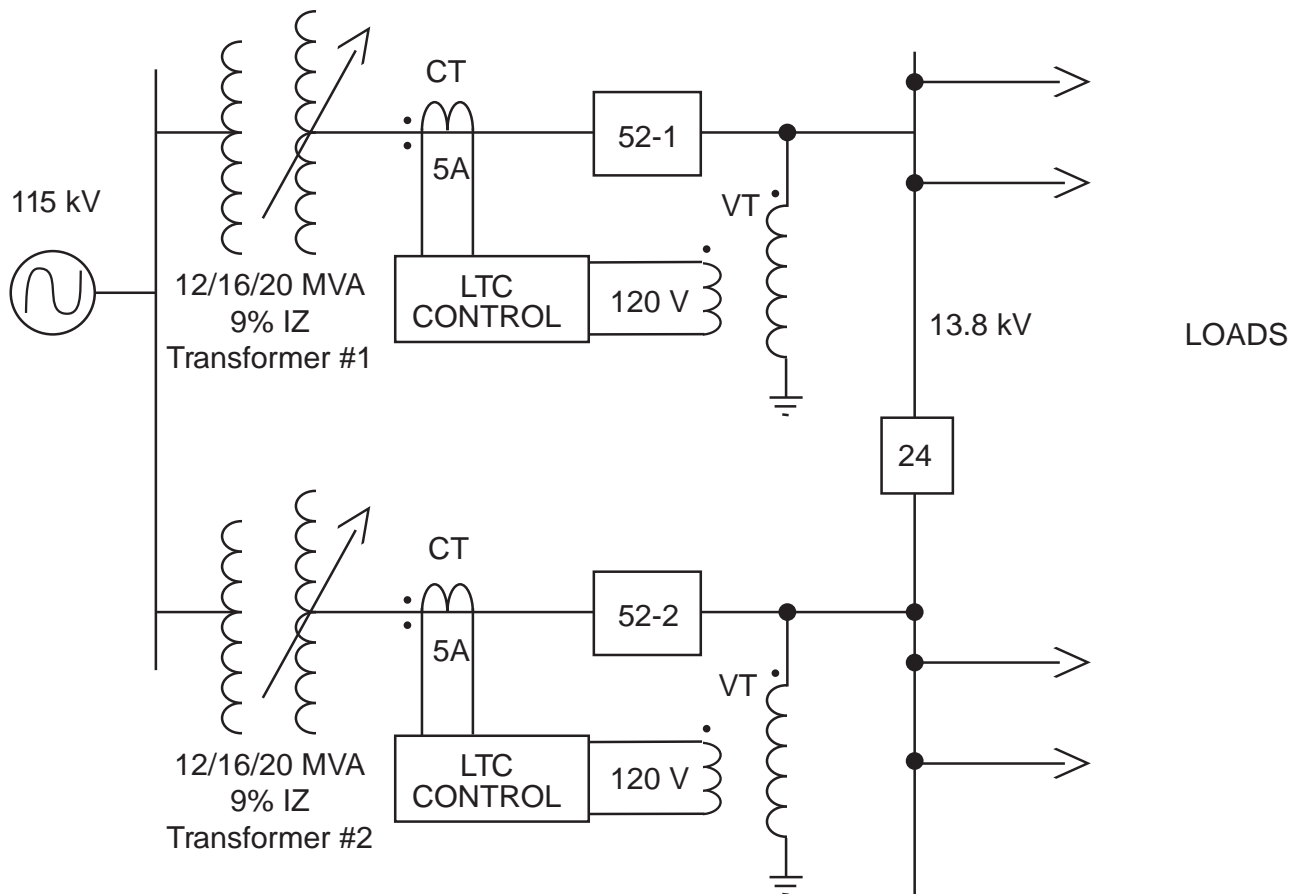 CT
52-1
5A
115 kV
VT
12/16/20 MVA
9% IZ
Transformer #1
LTC
CONTROL
120 V
13.8 kV
LOADS
24
CT
52-2
5A
VT
12/16/20 MVA
9% IZ
Transformer #2
LTC
CONTROL
120 V